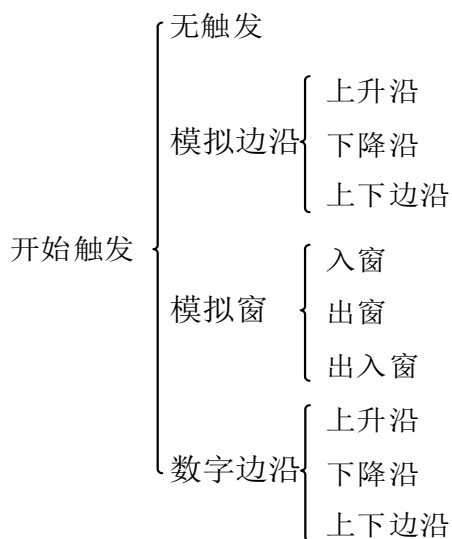 无触发
模拟边沿
上升沿
下降沿
上下边沿
开始触发
模拟窗
入窗
出窗
出入窗
数字边沿
上升沿
下降沿
上下边沿